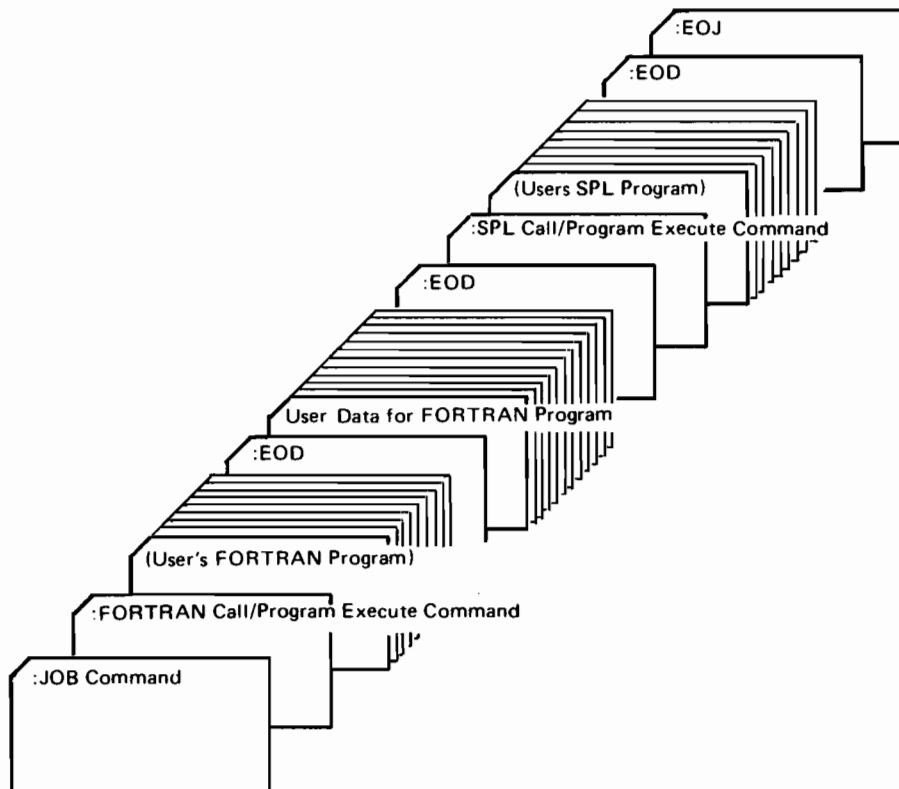 :EOJ
:EOD
(Users SPL Program)
:SPL Call/Program Execute Command
:EOD
User Data for FORTRAN Program
:EOD
(User's FORTRAN Program)
:FORTRAN Call/Program Execute Command
:JOB Command